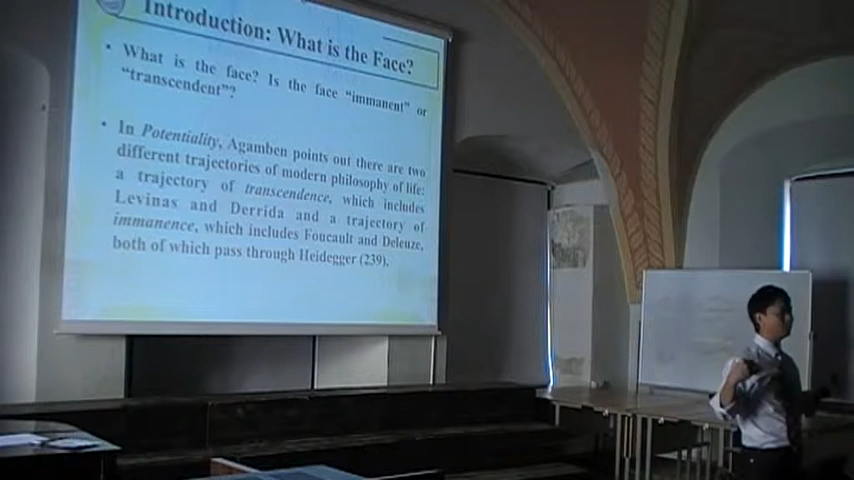 Introduction: What is the Face?
• What is the face? Is the face "immanent" or
"transcendent"?
• In Potentiality, Agamben points out there are two
different trajectories of modern philosophy of life:
a trajectory of transcendence, which includes
Levinas and Derrida and a trajectory of
immanence, which includes Foucault and Deleuze,
both of which pass through Heidegger (239).